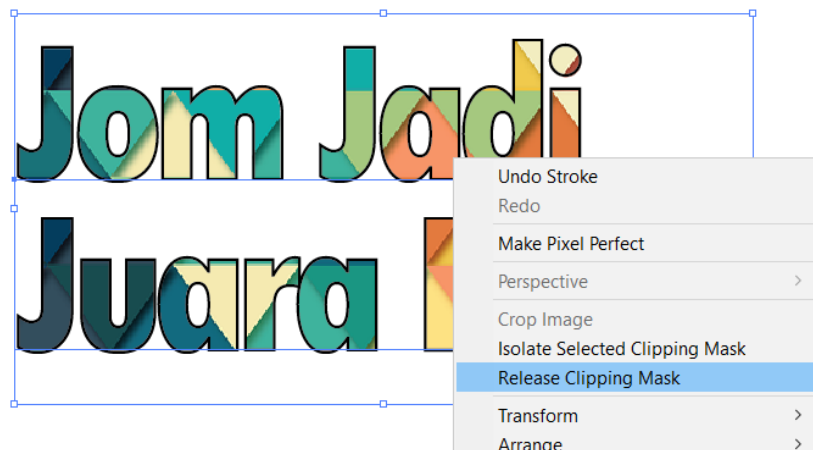 Jom Jadi
Juara
Undo Stroke
Redo
Make Pixel Perfect
Perspective
Crop Image
Isolate Selected Clipping Mask
Release Clipping Mask
Transform
Arrange